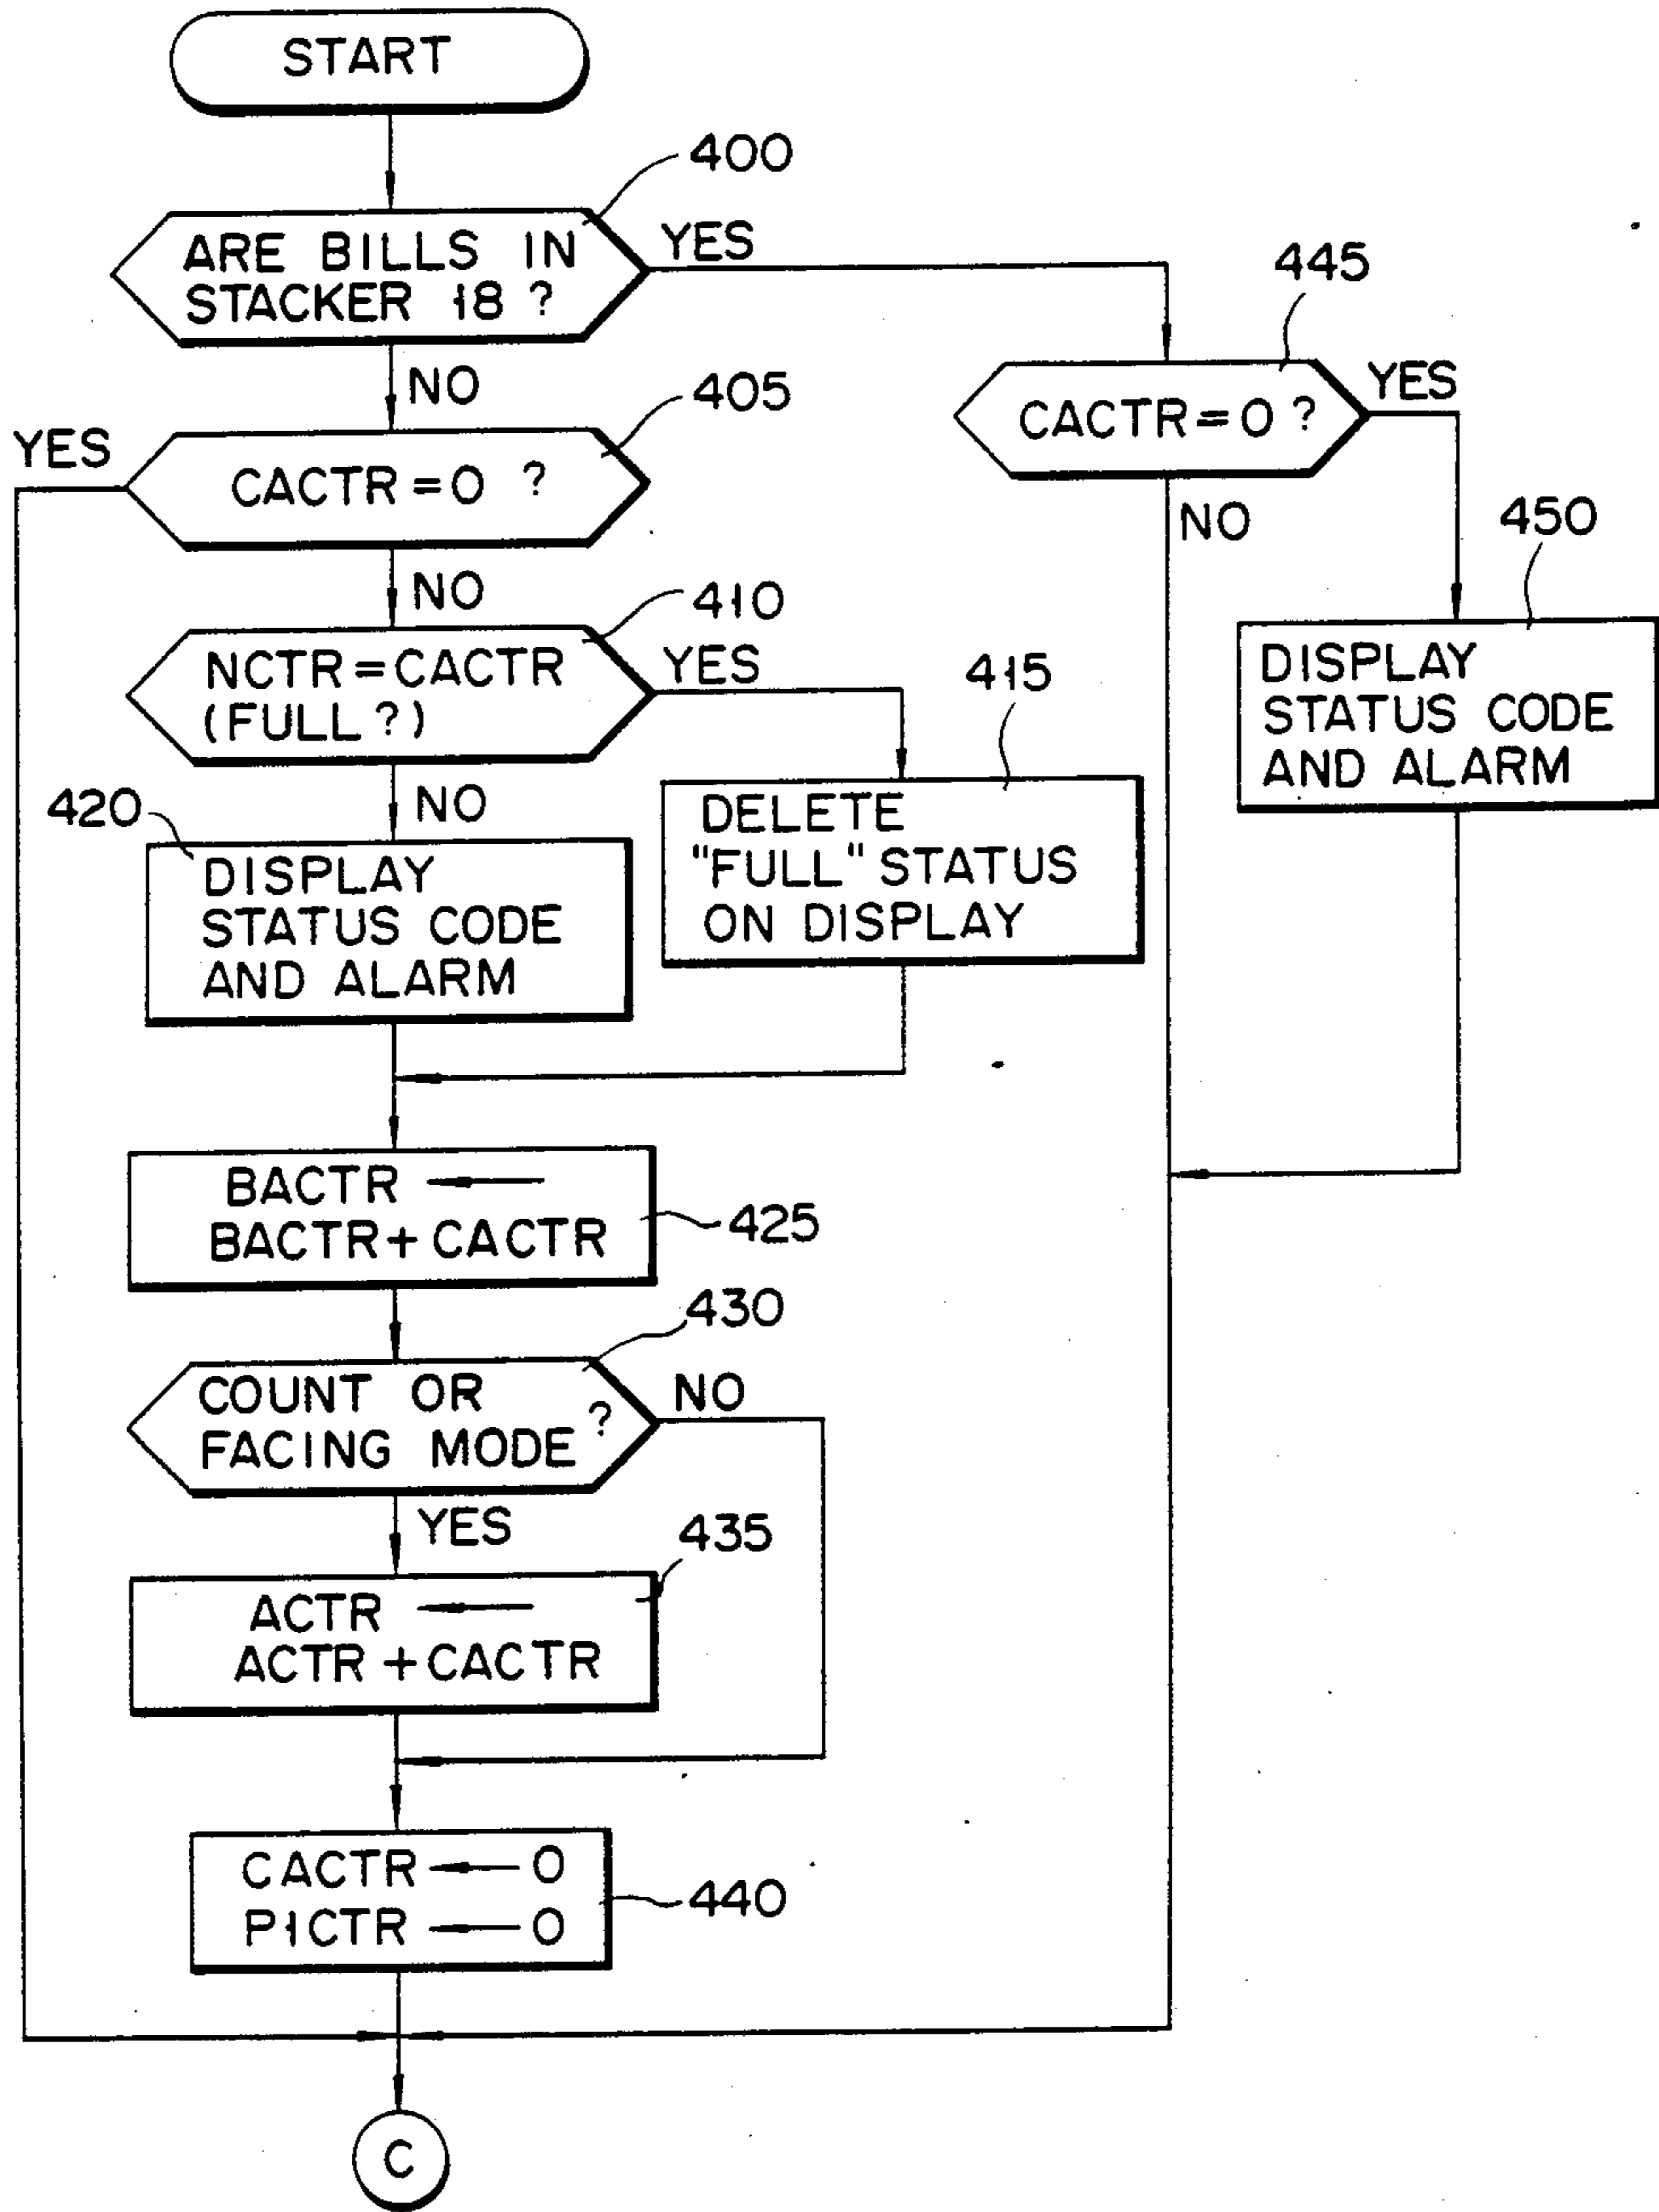 START
400
ARE BILLS IN
STACKER 18 ?
YES
NO
445
CACTR=0 ?
YES
NO
405
YES
CACTR=0 ?
NO
450
DISPLAY
STATUS CODE
AND ALARM
410
NCTR=CACTR
(FULL ?)
YES
NO
415
DELETE
"FULL" STATUS
ON DISPLAY
420
DISPLAY
STATUS CODE
AND ALARM
BACTR ←
BACTR+CACTR
425
430
COUNT OR
FACING MODE ?
NO
YES
435
ACTR ←
ACTR+CACTR
CACTR ← 0
P1CTR ← 0
440
C